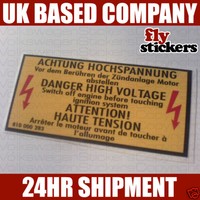 UK BASED COMPANY
fly
stickers
ACHTUNG HOCHSPANNUNG
Vor dem Berühren der Zündanlage Motor
abstellen
DANGER HIGH VOLTAGE
Switch off engine before touching
ignition system
ATTENTION!
HAUTE TENSION
Arrêter le moteur avant de toucher à
l'allumage
24HR SHIPMENT